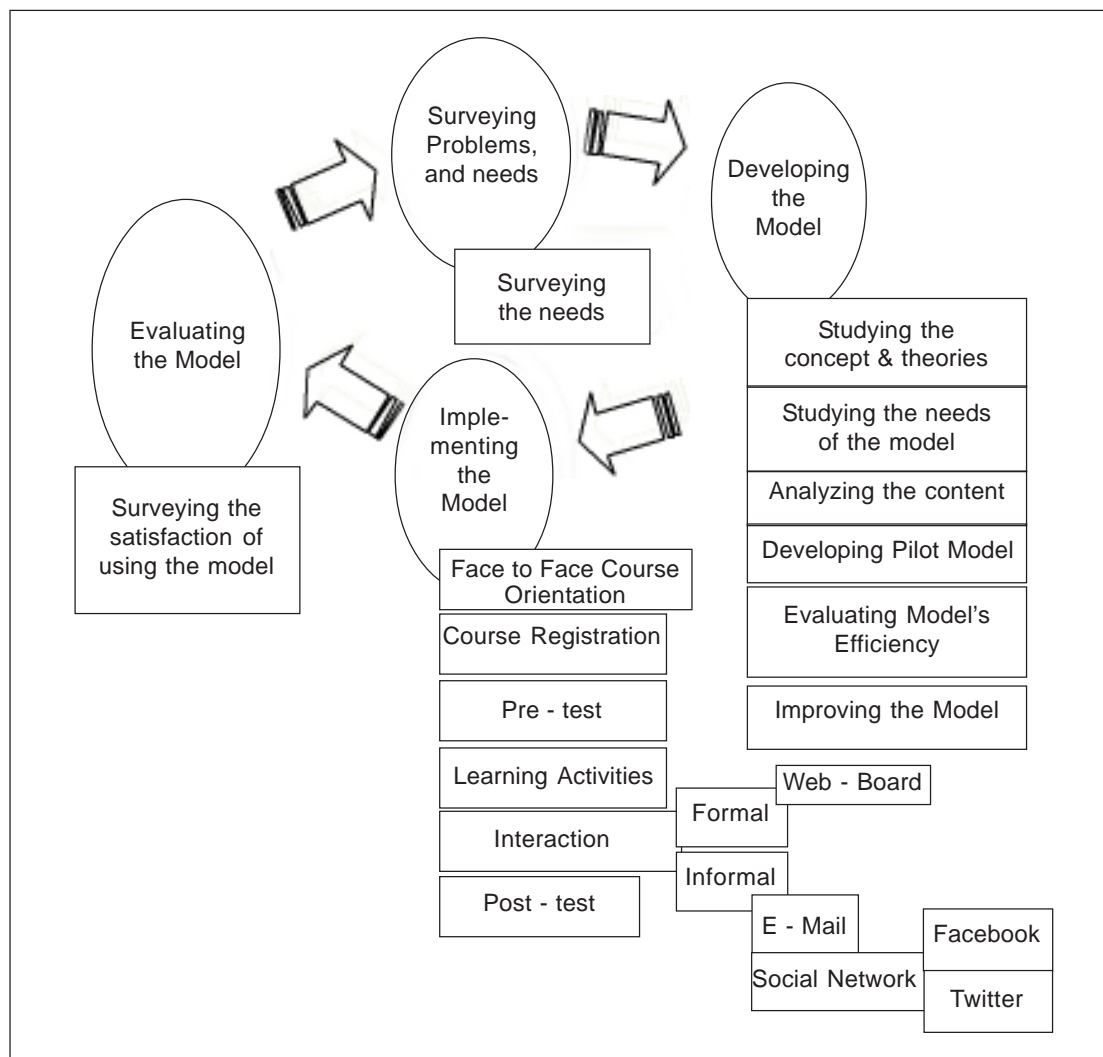 Surveying
Problems,
and needs
Surveying
the needs
Developing
the
Model
Studying the
concept & theories
Studying the needs
of the model
Analyzing the content
Developing Pilot Model
Evaluating Model's
Efficiency
Improving the Model
Imple-
menting
the
Model
Face to Face Course
Orientation
Course Registration
Pre - test
Learning Activities
Interaction
Formal
Web - Board
Informal
E - Mail
Social Network
Facebook
Twitter
Post - test
Evaluating
the Model
Surveying the
satisfaction of
using the model